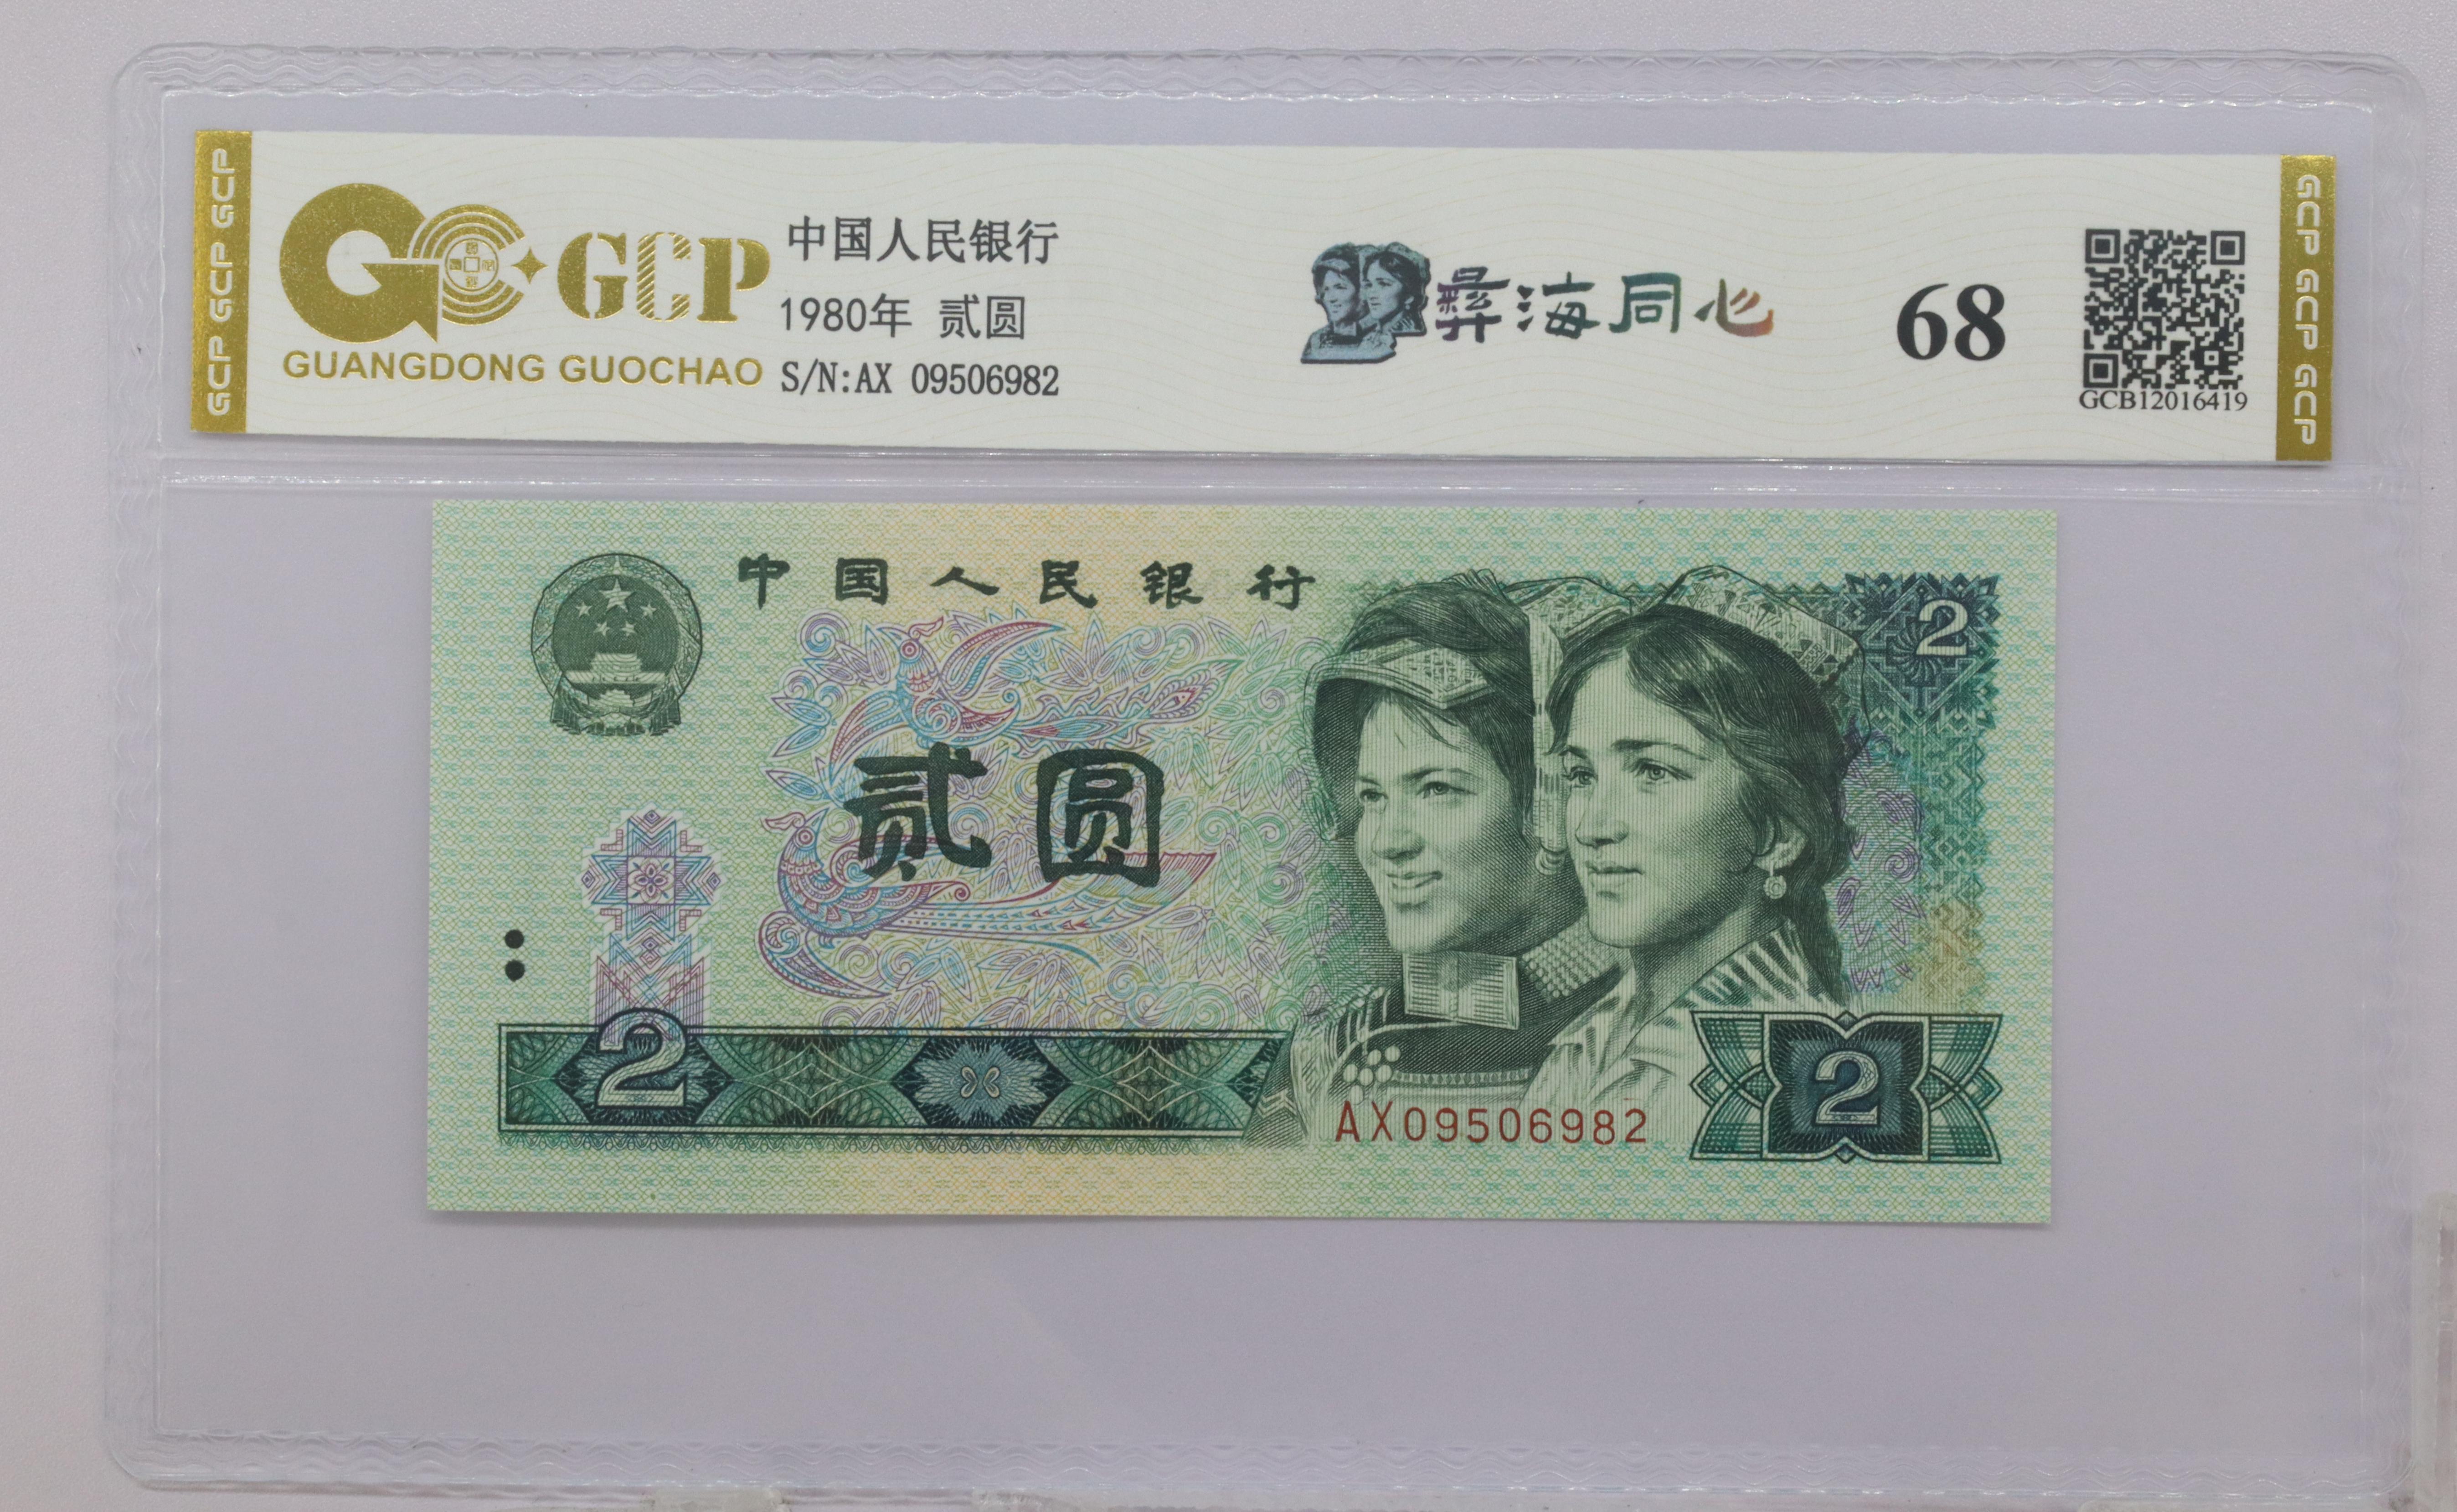 GCP GCP GCP
GCP
GUANGDONG GUOCHAO
中国人民银行
1980年 贰圆
S/N:AX 09506982
彝海同心
68
GCB12016419
GCP GCP GCP
中国人民银行
2
贰圆
2
AX09506982
2